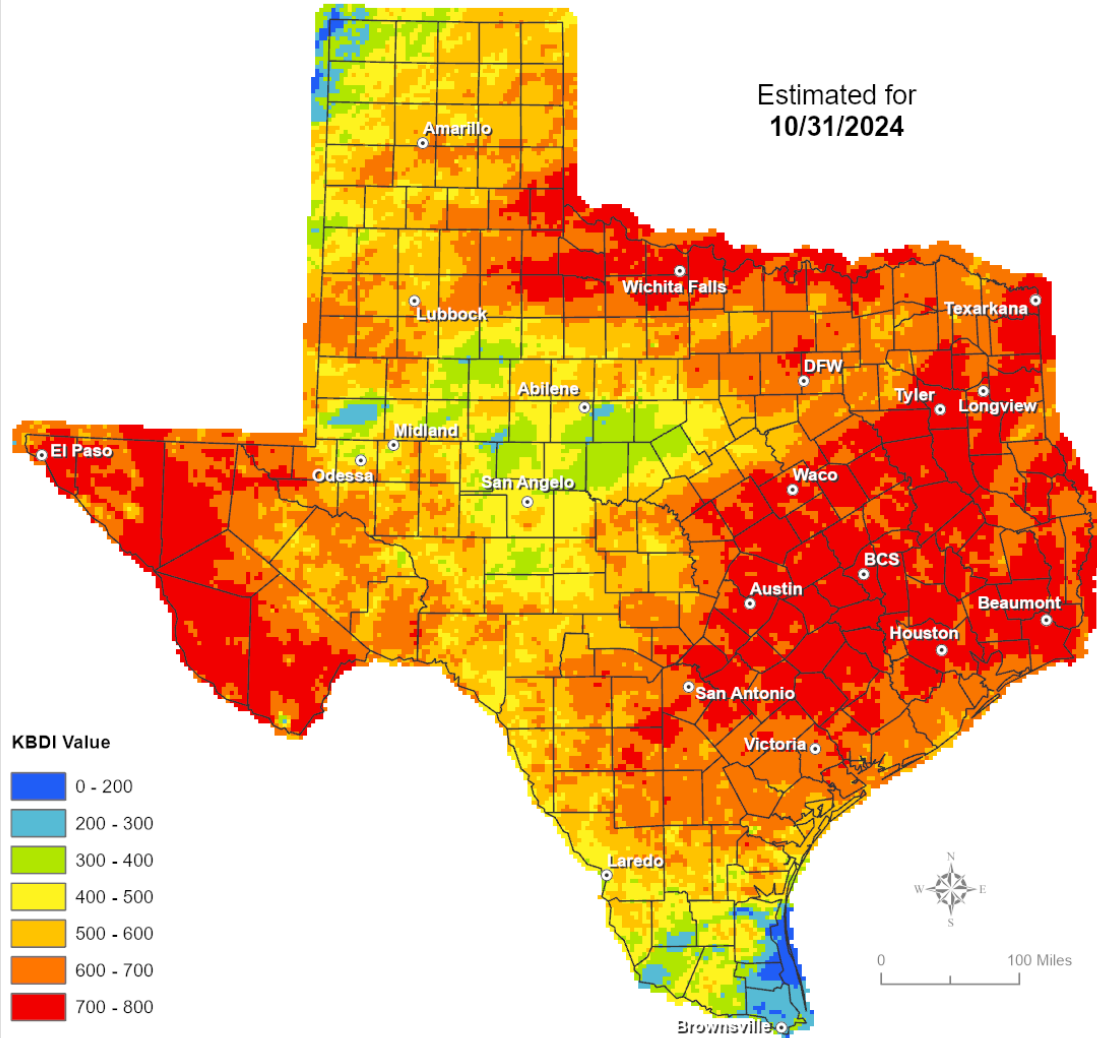 Estimated for
10/31/2024
Amarillo
Wichita Falls
Lubbock
Texarkana
DFW
Abilene
Tyler
Longview
Midland
El Paso
Odessa
San Angelo
Waco
BCS
Austin
Beaumont
Houston
San Antonio
Victoria
KBDI Value
0 - 200
200 - 300
300 - 400
400 - 500
500 - 600
600 - 700
700 - 800
Laredo
N
W E
S
0 100 Miles
Brownsville